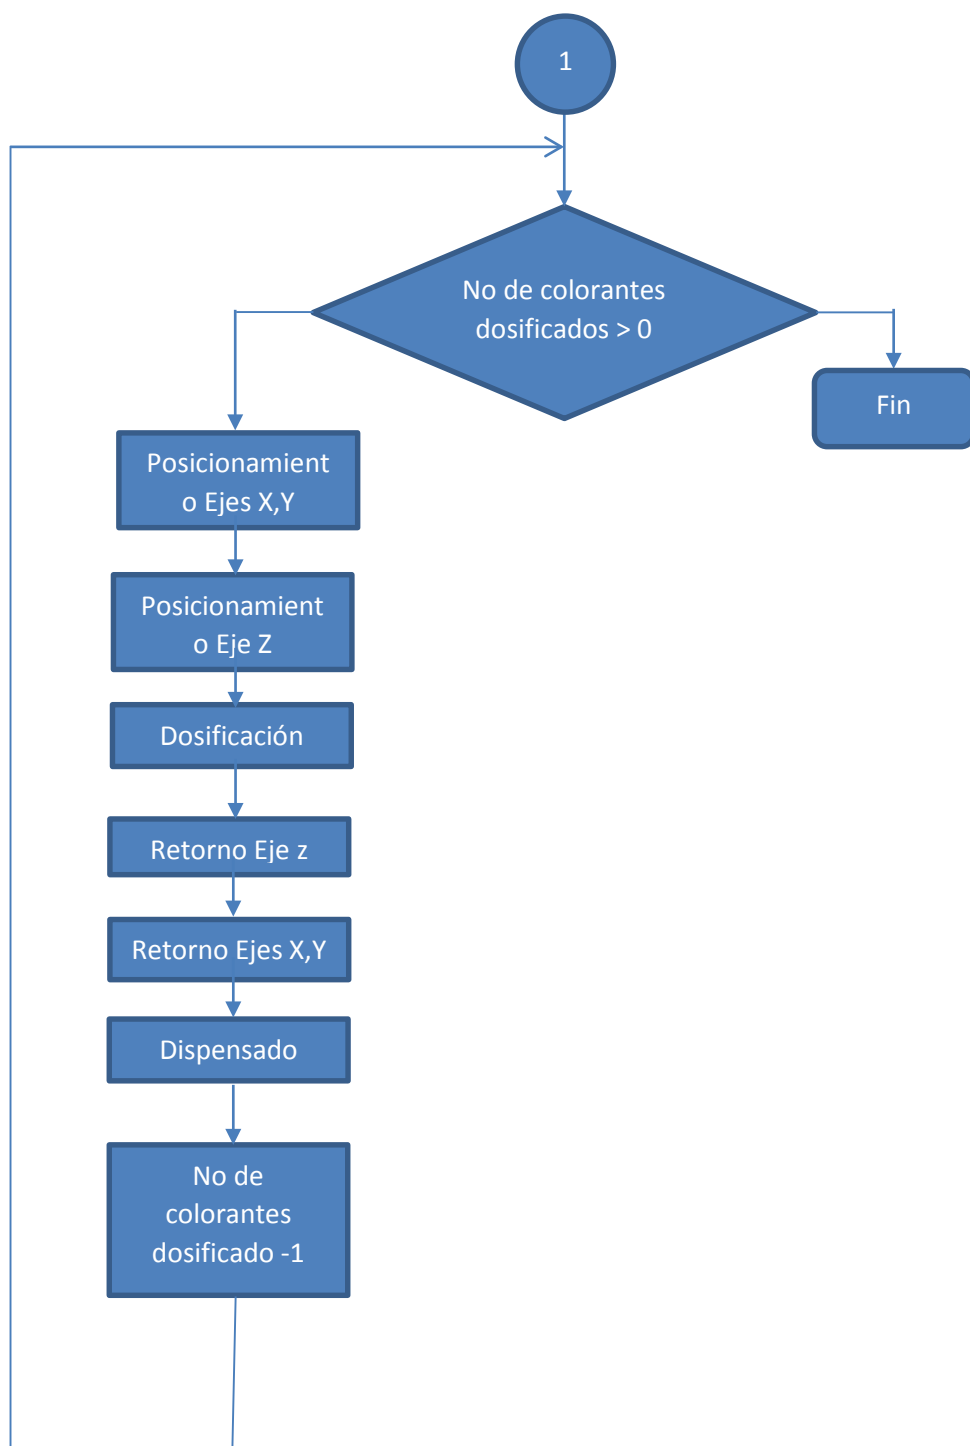 1
No de colorantes
dosificados > 0
Fin
Posicionamient
o Ejes X,Y
Posicionamient
o Eje Z
Dosificación
Retorno Eje z
Retorno Ejes X,Y
Dispensado
No de
colorantes
dosificado -1